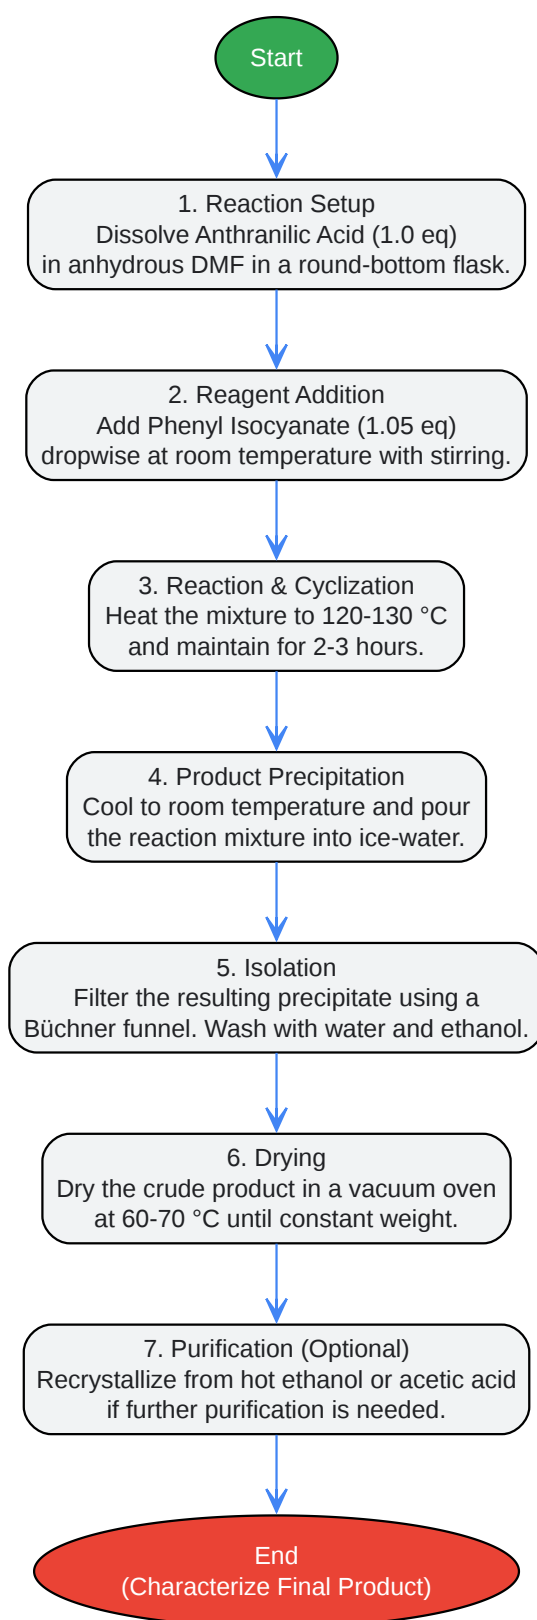 Start
1. Reaction Setup
Dissolve Anthranilic Acid (1.0 eq)
in anhydrous DMF in a round-bottom flask.
2. Reagent Addition
Add Phenyl Isocyanate (1.05 eq)
dropwise at room temperature with stirring.
3. Reaction & Cyclization
Heat the mixture to 120-130 °C
and maintain for 2-3 hours.
4. Product Precipitation
Cool to room temperature and pour
the reaction mixture into ice-water.
5. Isolation
Filter the resulting precipitate using a
Büchner funnel. Wash with water and ethanol.
6. Drying
Dry the crude product in a vacuum oven
at 60-70 °C until constant weight.
7. Purification (Optional)
Recrystallize from hot ethanol or acetic acid
if further purification is needed.
End
(Characterize Final Product)